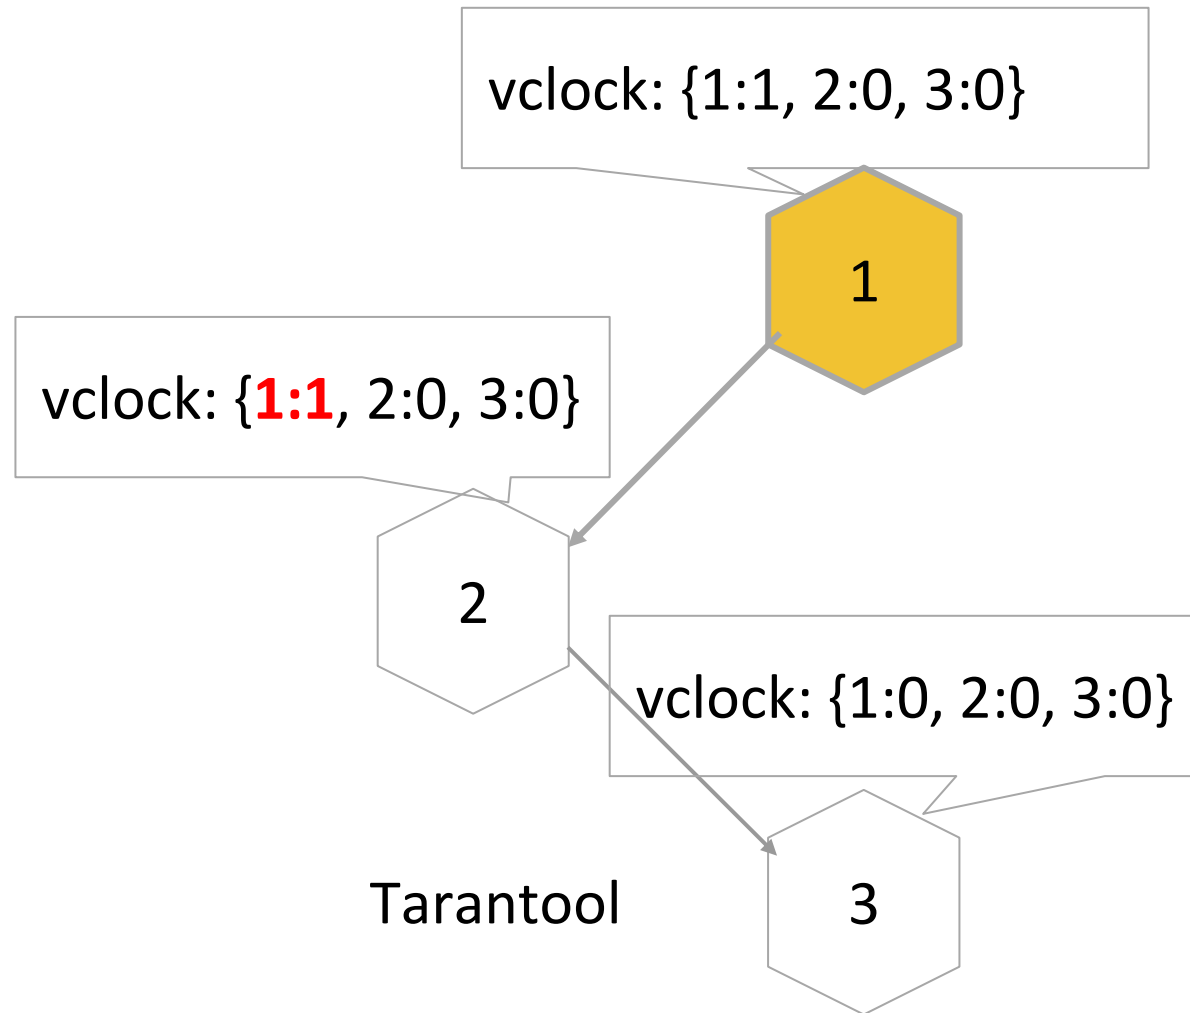 vclock: {1:1, 2:0, 3:0}
1
vclock: {1:1, 2:0, 3:0}
2
vclock: {1:0, 2:0, 3:0}
Tarantool
3